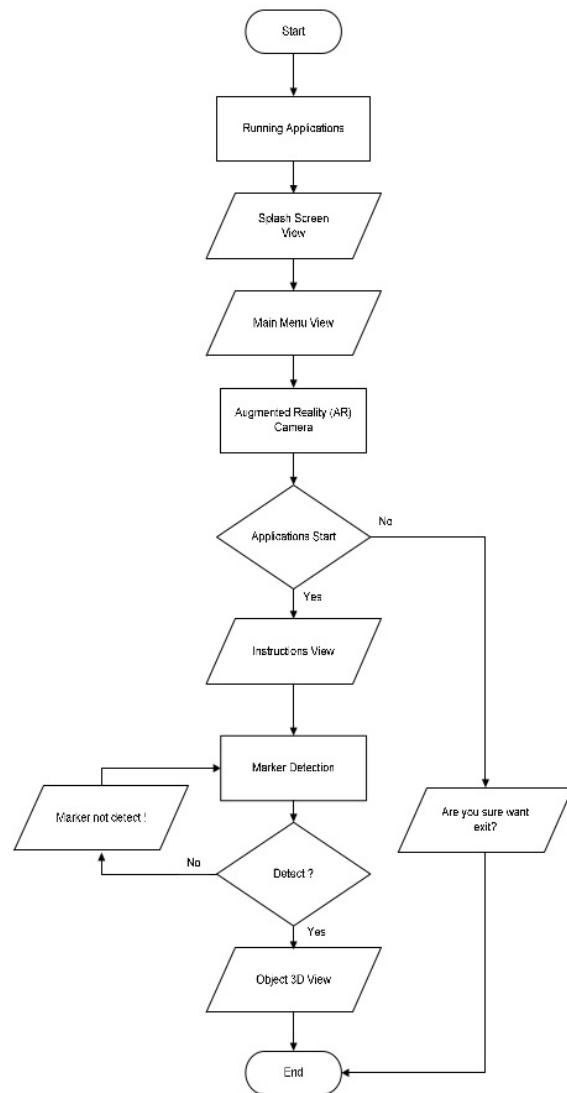 Start
Running Applications
Splash Screen
View
Main Menu View
Augmented Reality (AR)
Camera
Applications Start
No
Yes
Instructions View
Marker Detection
Marker not detect !
Are you sure want
exit?
No
Detect ?
Yes
Object 3D View
End